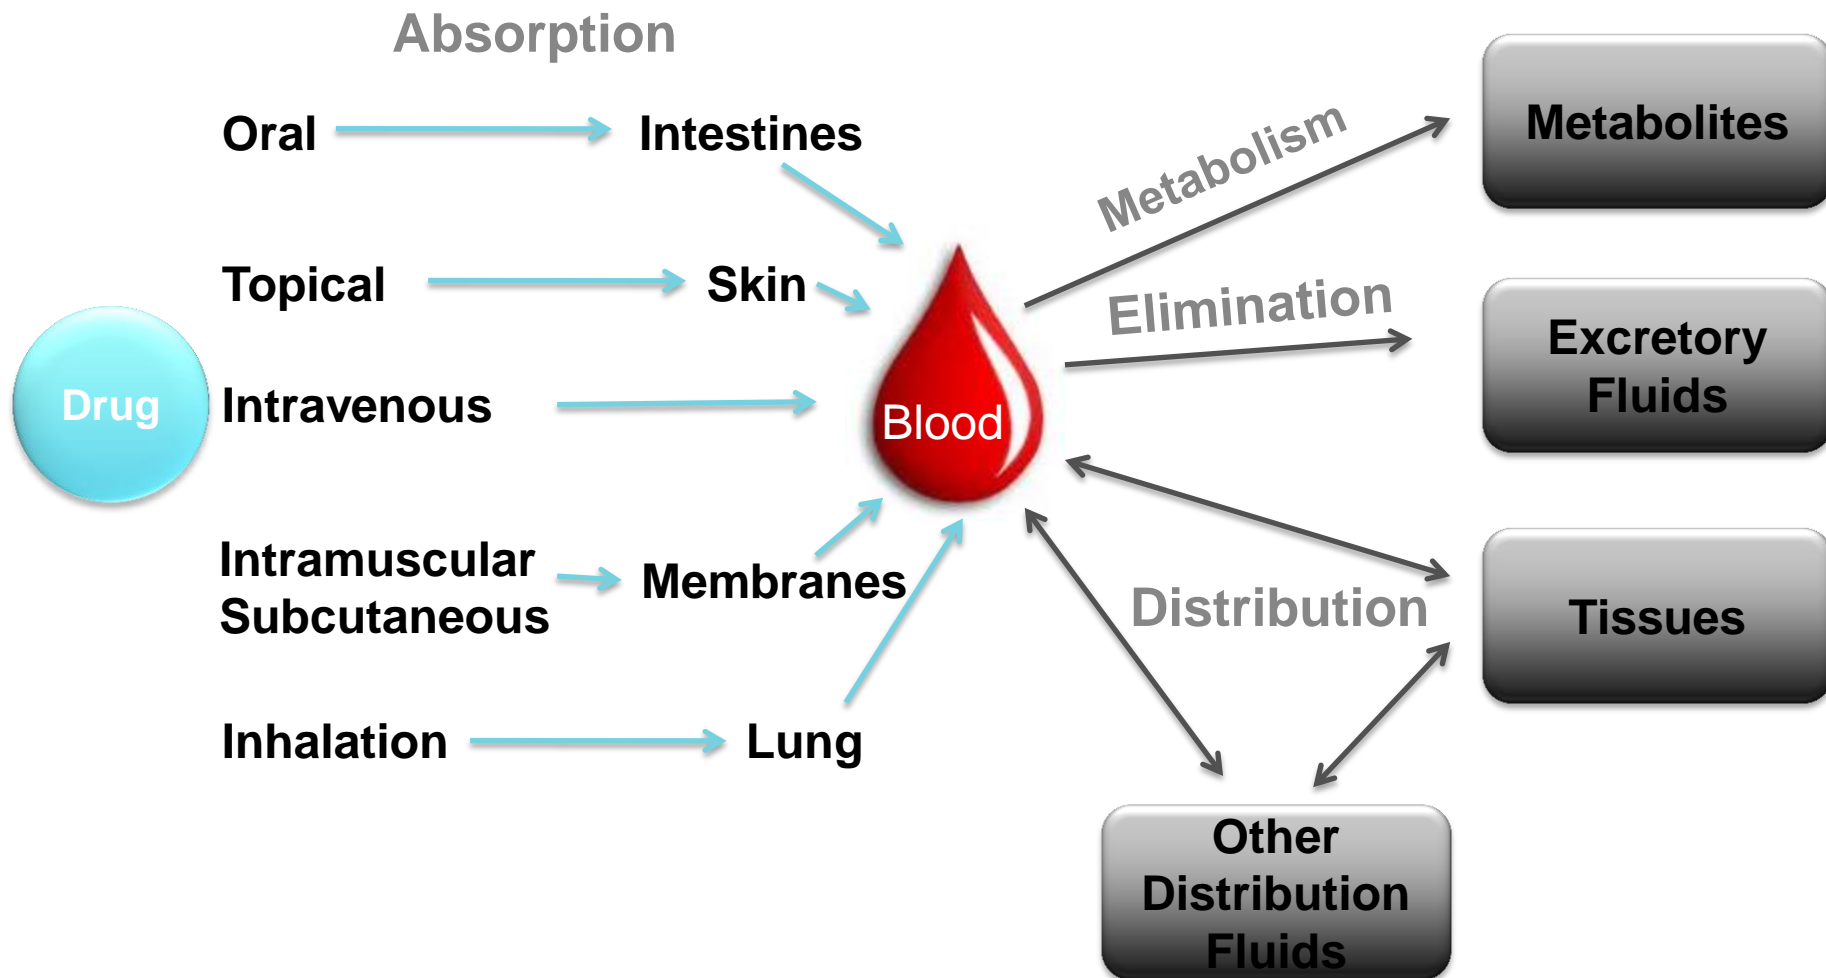 Absorption
Oral
Intestines
Topical
Skin
Drug
Intravenous
Blood
Intramuscular
Subcutaneous
Membranes
Inhalation
Lung
Metabolism
Metabolites
Elimination
Excretory
Fluids
Distribution
Tissues
Other
Distribution
Fluids